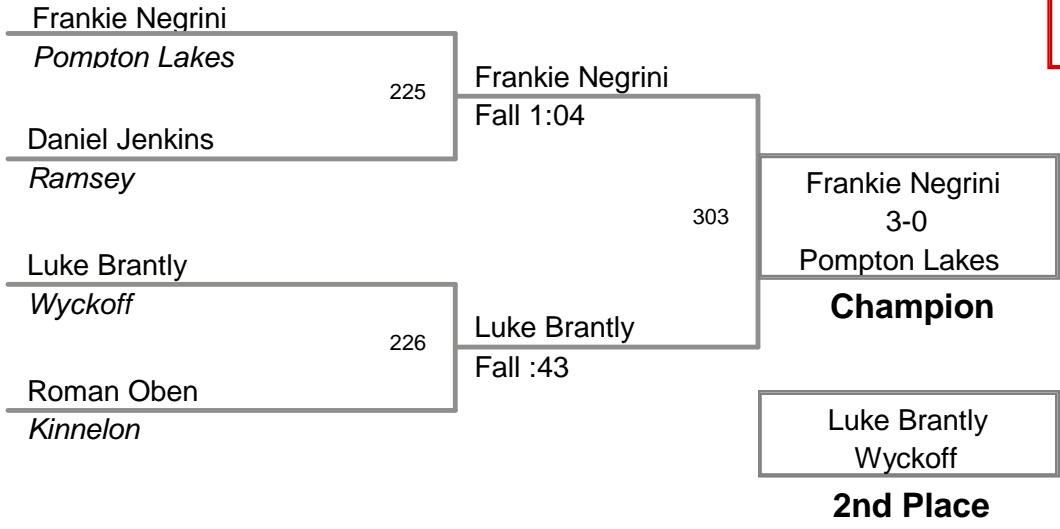 Frankie Negrini
Pompton Lakes
225
Daniel Jenkins
Ramsey
Frankie Negrini
Fall 1:04
Luke Brantly
Wyckoff
226
Roman Oben
Kinnelon
Luke Brantly
Fall :43
303
Frankie Negrini
3-0
Pompton Lakes
Champion
Luke Brantly
Wyckoff
2nd Place